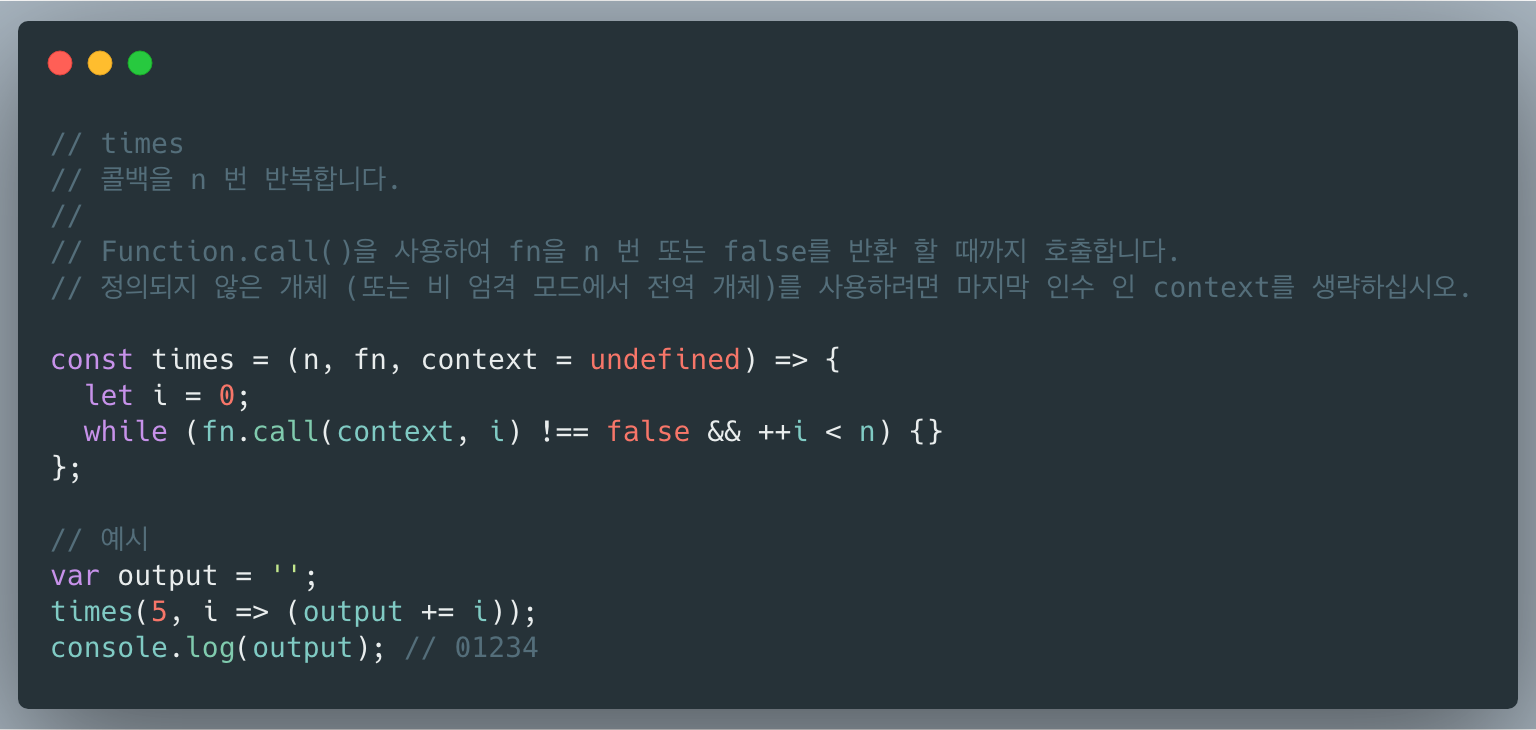 // times
// 콜백을 n 번 반복합니다.
//
// Function.call()을 사용하여 fn을 n 번 또는 false를 반환 할 때까지 호출합니다.
// 정의되지 않은 개체 (또는 비 엄격 모드에서 전역 개체)를 사용하려면 마지막 인수 인 context를 생략하십시오.
const times = (n, fn, context = undefined) => {
  let i = 0;
  while (fn.call(context, i) !== false && ++i < n) {}
};
// 예시
var output = '';
times(5, i => (output += i));
console.log(output); // 01234